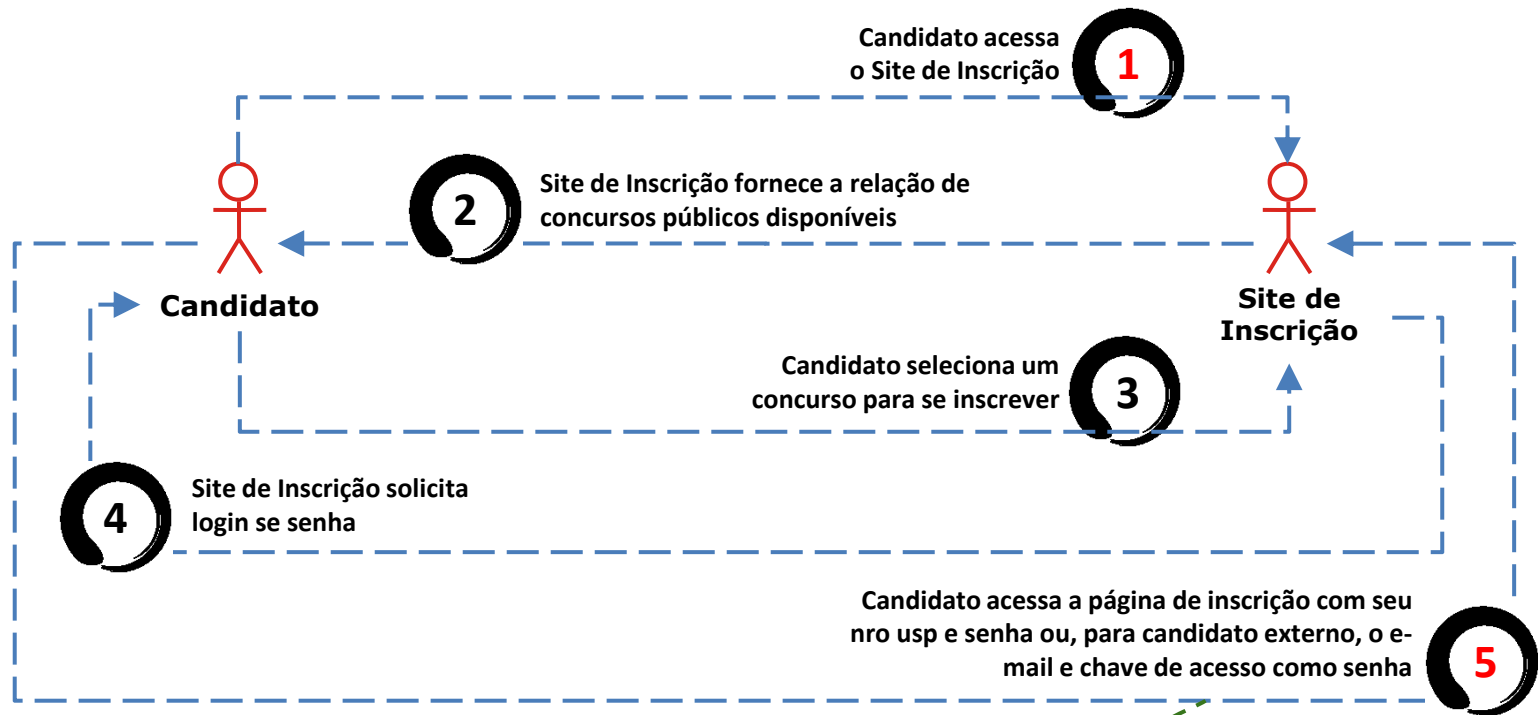 Candidato acessa
o Site de Inscrição
1
2
Site de Inscrição fornece a relação de
concursos públicos disponíveis
Candidato
Site de
Inscrição
Candidato seleciona um
concurso para se inscrever
3
4
Site de Inscrição solicita
login se senha
Candidato acessa a página de inscrição com seu
nro usp e senha ou, para candidato externo, o e-
mail e chave de acesso como senha
5